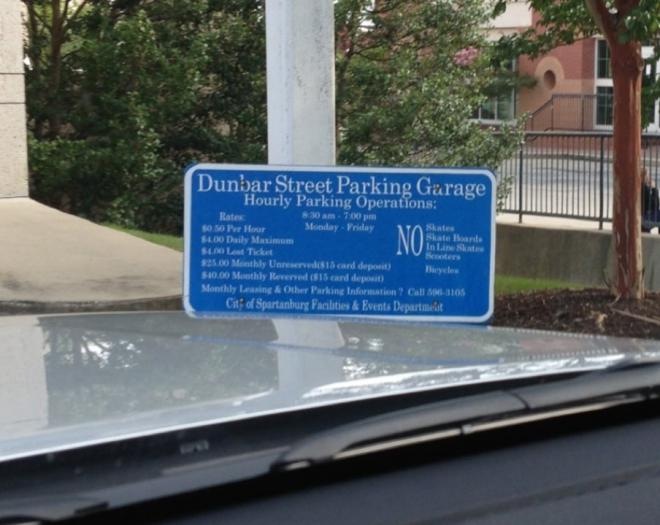 Dunbar Street Parking Garage
Hourly Parking Operations:
Rates:
8:30 am - 7:00 pm
Monday - Friday
$0.50 Per Hour
$4.00 Daily Maximum
$4.00 Lost Ticket
$25.00 Monthly Unreserved($15 card deposit)
$40.00 Monthly Reverved ($15 card deposit)
NO
Skates
Skate Boards
In Line Skates
Scooters
Bicycles
Monthly Leasing & Other Parking Information ? Call 596-3105
City of Spartanburg Facilities & Events Department